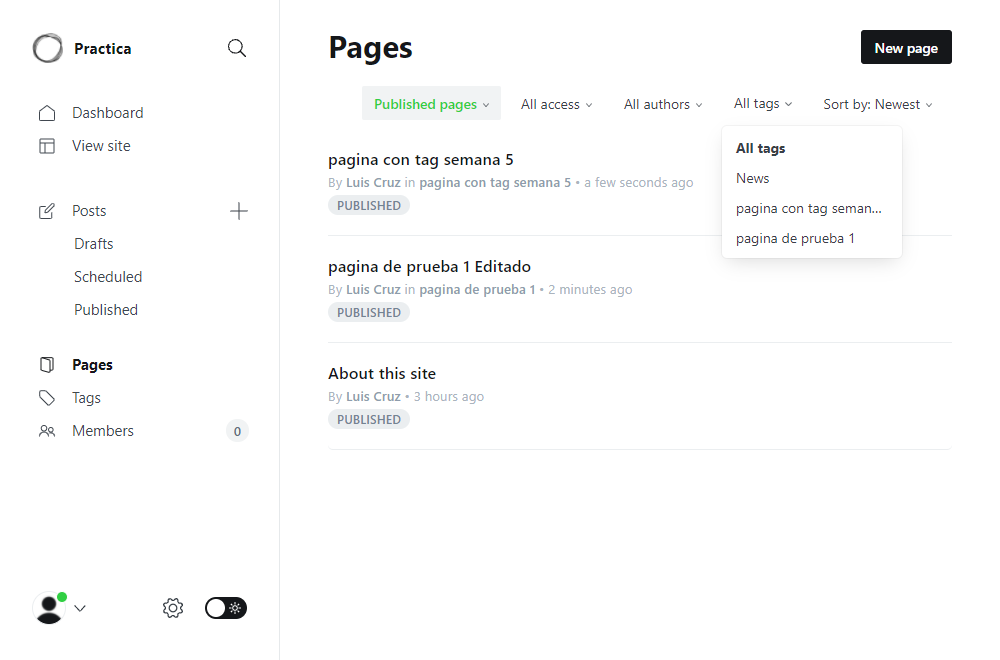 Practica
Dashboard
View site
Posts
Drafts
Scheduled
Published
Pages
Tags
Members
0
Pages
New page
Published pages
All access
All authors
All tags
Sort by: Newest
All tags
News
pagina con tag seman...
pagina de prueba 1
pagina con tag semana 5
By Luis Cruz in pagina con tag semana 5 • a few seconds ago
PUBLISHED
pagina de prueba 1 Editado
By Luis Cruz in pagina de prueba 1 • 2 minutes ago
PUBLISHED
About this site
By Luis Cruz • 3 hours ago
PUBLISHED